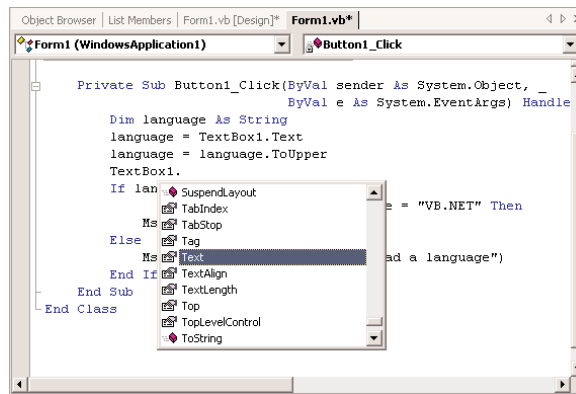 Object Browser | List Members | Form1.vb [Design]* | Form1.vb*
Form1 (WindowsApplication1) Button1_Click
Private Sub Button1_Click(ByVal sender As System.Object, _
ByVal e As System.EventArgs) Handle
Dim language As String
language = TextBox1.Text
language = language.ToUpper
TextBox1.
If lan
= "VB.NET" Then
Ms
Else
Ms ad a language")
End If
End Sub
End Class
SuspendLayout
TabIndex
TabStop
Tag
Text
TextAlign
TextLength
Top
TopLevelControl
ToString